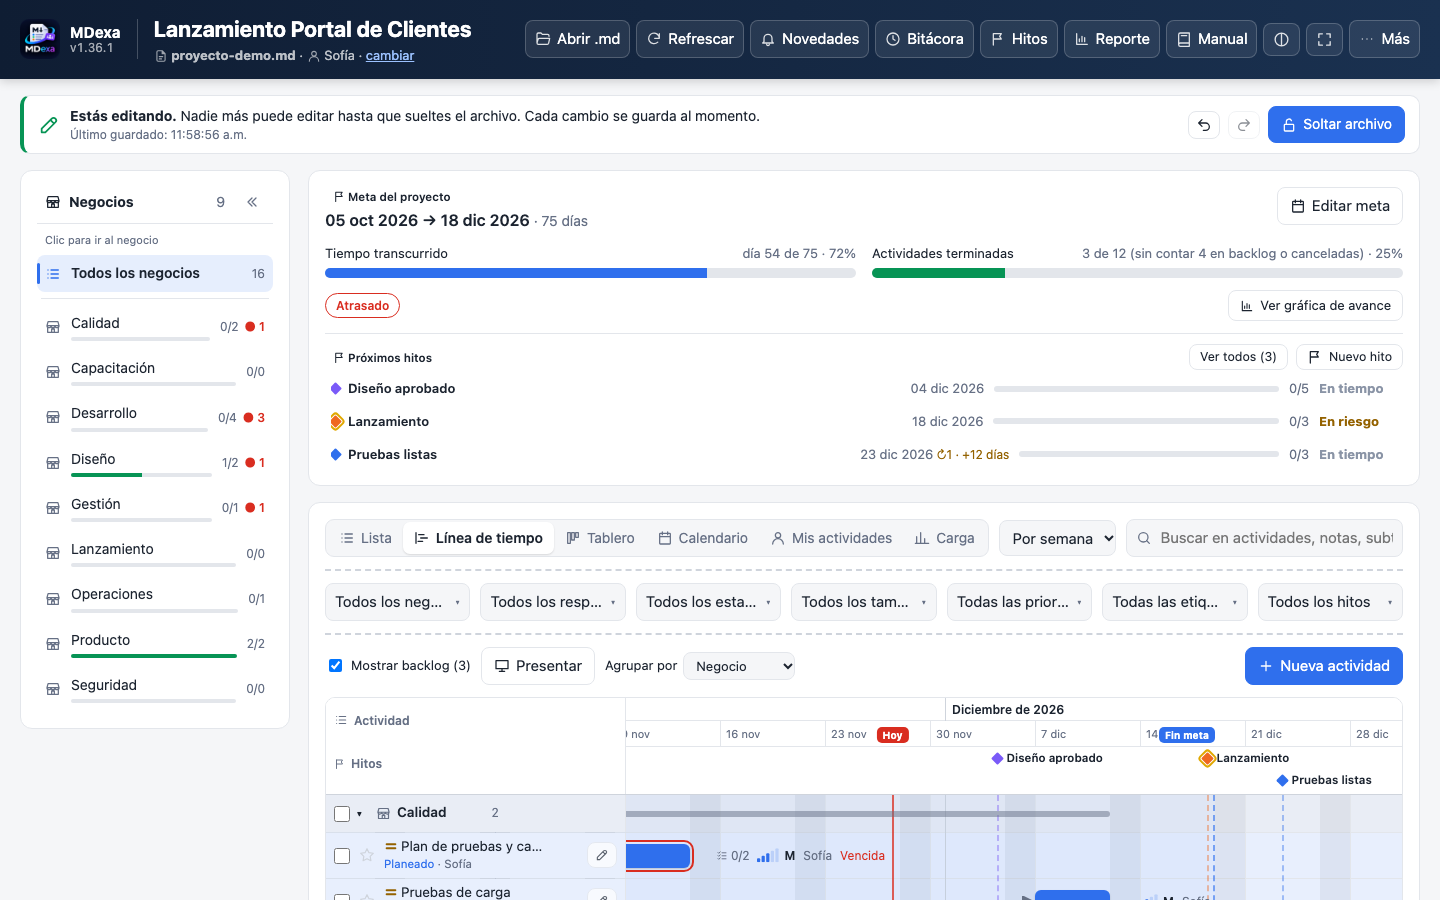 MDexa
v1.36.1
Lanzamiento Portal de Clientes
proyecto-demo.md · Sofía · cambiar
Abrir .md
Refrescar
Novedades
Bitácora
Hitos
Reporte
Manual
··· Más
Estás editando. Nadie más puede editar hasta que sueltes el archivo. Cada cambio se guarda al momento.
Último guardado: 11:58:56 a.m.
Soltar archivo
Negocios 9
Clic para ir al negocio
Todos los negocios 16
Calidad 0/2 1
Capacitación 0/0
Desarrollo 0/4 3
Diseño 1/2 1
Gestión 0/1 1
Lanzamiento 0/0
Operaciones 0/1
Producto 2/2
Seguridad 0/0
Meta del proyecto
05 oct 2026 → 18 dic 2026 · 75 días
Editar meta
Tiempo transcurrido día 54 de 75 · 72%
Actividades terminadas 3 de 12 (sin contar 4 en backlog o canceladas) · 25%
Atrasado
Ver gráfica de avance
Próximos hitos
Ver todos (3)
Nuevo hito
Diseño aprobado 04 dic 2026 0/5 En tiempo
Lanzamiento 18 dic 2026 0/3 En riesgo
Pruebas listas 23 dic 2026 ↻1 · +12 días 0/3 En tiempo
Lista
Línea de tiempo
Tablero
Calendario
Mis actividades
Carga
Por semana
Buscar en actividades, notas, subt
Todos los neg...
Todos los resp...
Todos los esta...
Todos los tam...
Todas las prior...
Todas las etiq...
Todos los hitos
Mostrar backlog (3)
Presentar
Agrupar por
Negocio
+ Nueva actividad
Actividad
Diciembre de 2026
nov
16 nov
23 nov
Hoy
30 nov
7 dic
14
Fin meta
21 dic
28 dic
Hitos
Diseño aprobado
Lanzamiento
Pruebas listas
Calidad 2
Plan de pruebas y ca...
Planeado · Sofía
0/2 M Sofía Vencida
Pruebas de carga
M Sofía